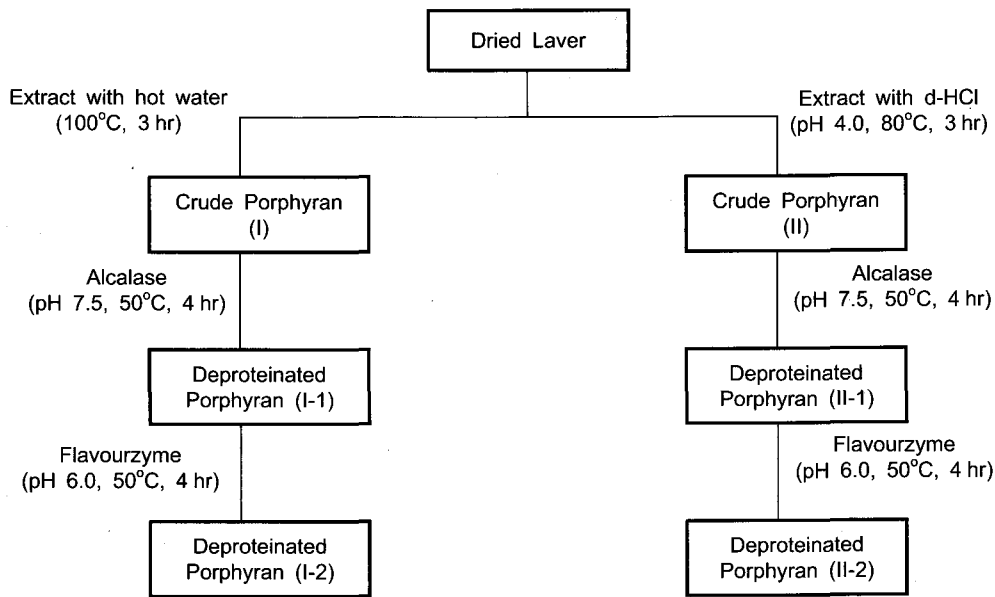 Dried Laver
Extract with hot water
(100°C, 3 hr)
Extract with d-HCl
(pH 4.0, 80°C, 3 hr)
Crude Porphyran
(I)
Crude Porphyran
(II)
Alcalase
(pH 7.5, 50°C, 4 hr)
Alcalase
(pH 7.5, 50°C, 4 hr)
Deproteinated
Porphyran (I-1)
Deproteinated
Porphyran (II-1)
Flavourzyme
(pH 6.0, 50°C, 4 hr)
Flavourzyme
(pH 6.0, 50°C, 4 hr)
Deproteinated
Porphyran (I-2)
Deproteinated
Porphyran (II-2)